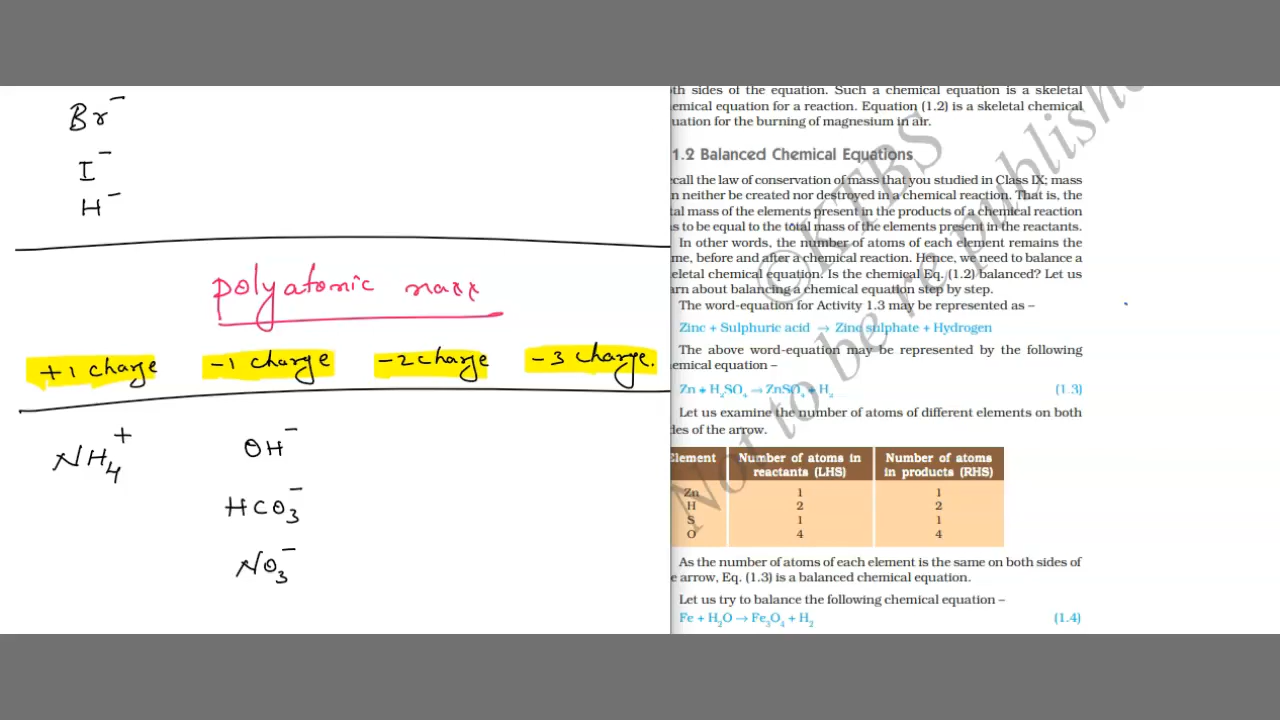 Br⁻
I⁻
H⁻
polyatomic
+1 charge -1 charge -2 charge -3 charge.
NH₄⁺ OH⁻
HCO₃⁻
NO₃⁻
th sides of the equation. Such a chemical equation is a skeletal
emical equation for a reaction. Equation (1.2) is a skeletal chemical
uation for the burning of magnesium in air.
1.2 Balanced Chemical Equations
call the law of conservation of mass that you studied in Class IX; mass
n neither be created nor destroyed in a chemical reaction. That is, the
tal mass of the elements present in the products of a chemical reaction
s to be equal to the total mass of the elements present in the reactants.
In other words, the number of atoms of each element remains the
me, before and after a chemical reaction. Hence, we need to balance a
eletal chemical equation. Is the chemical Eq. (1.2) balanced? Let us
arn about balancing a chemical equation step by step.
The word-equation for Activity 1.3 may be represented as –
Zinc + Sulphuric acid → Zinc sulphate + Hydrogen
The above word-equation may be represented by the following
emical equation –
Zn + H₂SO₄ → ZnSO₄ + H₂ (1.3)
Let us examine the number of atoms of different elements on both
des of the arrow.
Element Number of atoms in reactants (LHS) Number of atoms in products (RHS)
Zn 1 1
H 2 2
S 1 1
O 4 4
As the number of atoms of each element is the same on both sides of
e arrow, Eq. (1.3) is a balanced chemical equation.
Let us try to balance the following chemical equation –
Fe + H₂O → Fe₃O₄ + H₂ (1.4)
©KTBS
Not to be republishe